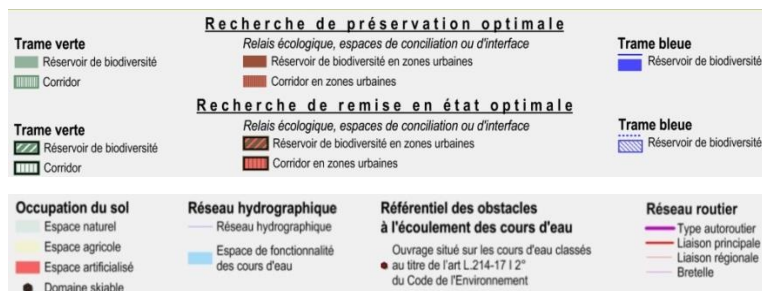 Recherche de préservation optimale
Trame verte
Réservoir de biodiversité
Corridor
Relais écologique, espaces de conciliation ou d'interface
Réservoir de biodiversité en zones urbaines
Corridor en zones urbaines
Trame bleue
Réservoir de biodiversité
Recherche de remise en état optimale
Trame verte
Réservoir de biodiversité
Corridor
Relais écologique, espaces de conciliation ou d'interface
Réservoir de biodiversité en zones urbaines
Corridor en zones urbaines
Trame bleue
Réservoir de biodiversité
Occupation du sol
Espace naturel
Espace agricole
Espace artificialisé
Domaine skiable
Réseau hydrographique
Réseau hydrographique
Espace de fonctionnalité
des cours d'eau
Référentiel des obstacles
à l'écoulement des cours d'eau
Ouvrage situé sur les cours d'eau classés
au titre de l'art L.214-17 I 2°
du Code de l'Environnement
Réseau routier
Type autoroutier
Liaison principale
Liaison régionale
Bretelle